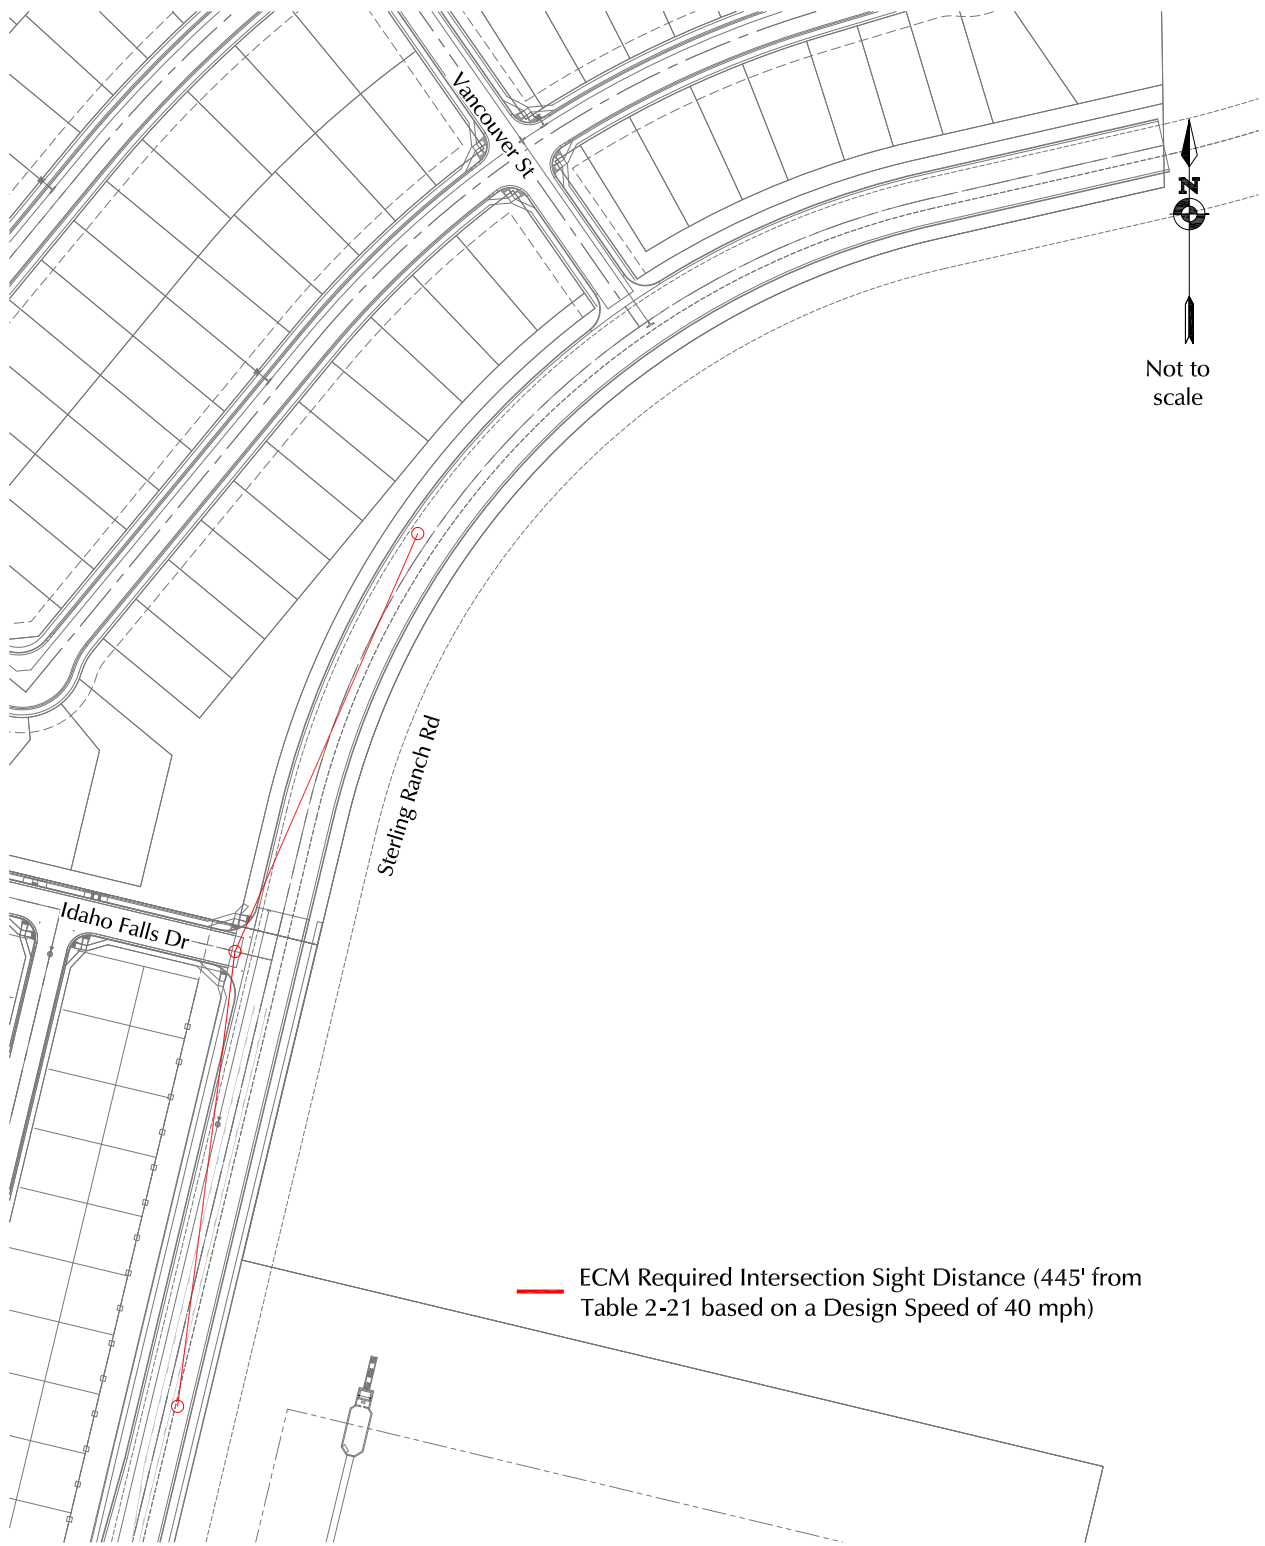 Vancouver St
N
Not to
scale
Sterling Ranch Rd
Idaho Falls Dr
ECM Required Intersection Sight Distance (445' from
Table 2-21 based on a Design Speed of 40 mph)